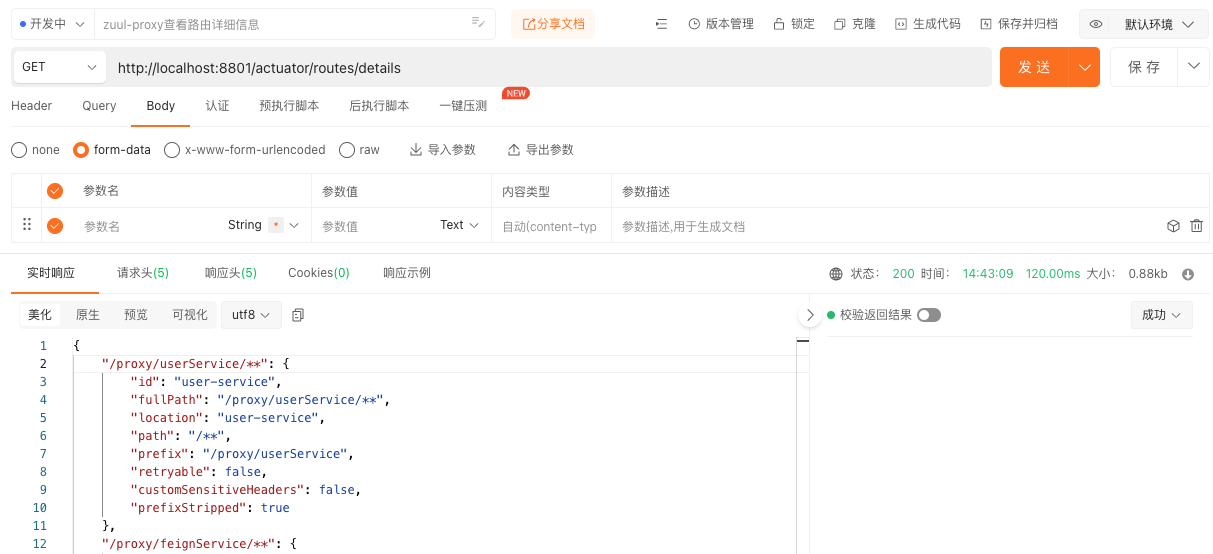 开发中 zuul-proxy查看路由详细信息 分享文档 版本管理 锁定 克隆 生成代码 保存并归档 默认环境
GET http://localhost:8801/actuator/routes/details 发送 保存
Header Query Body 认证 预执行脚本 后执行脚本 一键压测 NEW
none form-data x-www-form-urlencoded raw 导入参数 导出参数
参数名 参数值 内容类型 参数描述
参数名 String * 参数值 Text 自动(content-typ 参数描述,用于生成文档
实时响应 请求头(5) 响应头(5) Cookies(0) 响应示例 状态: 200 时间: 14:43:09 120.00ms 大小: 0.88kb
美化 原生 预览 可视化 utf8 校验返回结果 成功
1 {
2 "/proxy/userService/**": {
3 "id": "user-service",
4 "fullPath": "/proxy/userService/**",
5 "location": "user-service",
6 "path": "/**",
7 "prefix": "/proxy/userService",
8 "retryable": false,
9 "customSensitiveHeaders": false,
10 "prefixStripped": true
11 },
12 "/proxy/feignService/**": {